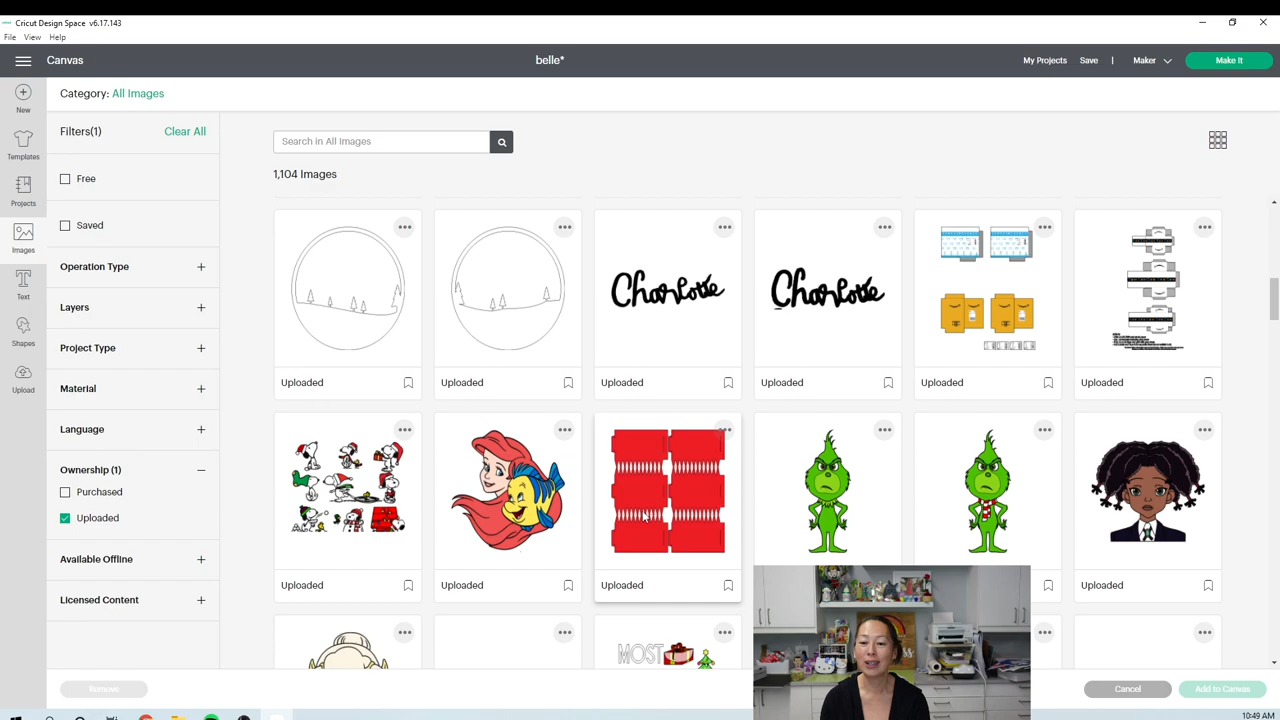 Cricut Design Space v6.17.143
File View Help
Canvas
belle*
My Projects Save | Maker Make It
New
Templates
Projects
Images
Text
Shapes
Upload
Category: All Images
Filters(1) Clear All
Free
Saved
Operation Type
Layers
Project Type
Material
Language
Ownership (1)
Purchased
Uploaded
Available Offline
Licensed Content
Search in All Images
1,104 Images
Charlotte
Charlotte
Uploaded Uploaded Uploaded Uploaded Uploaded Uploaded
Uploaded Uploaded Uploaded Uploaded
MOST
Remove
Cancel Add to Canvas
10:49 AM